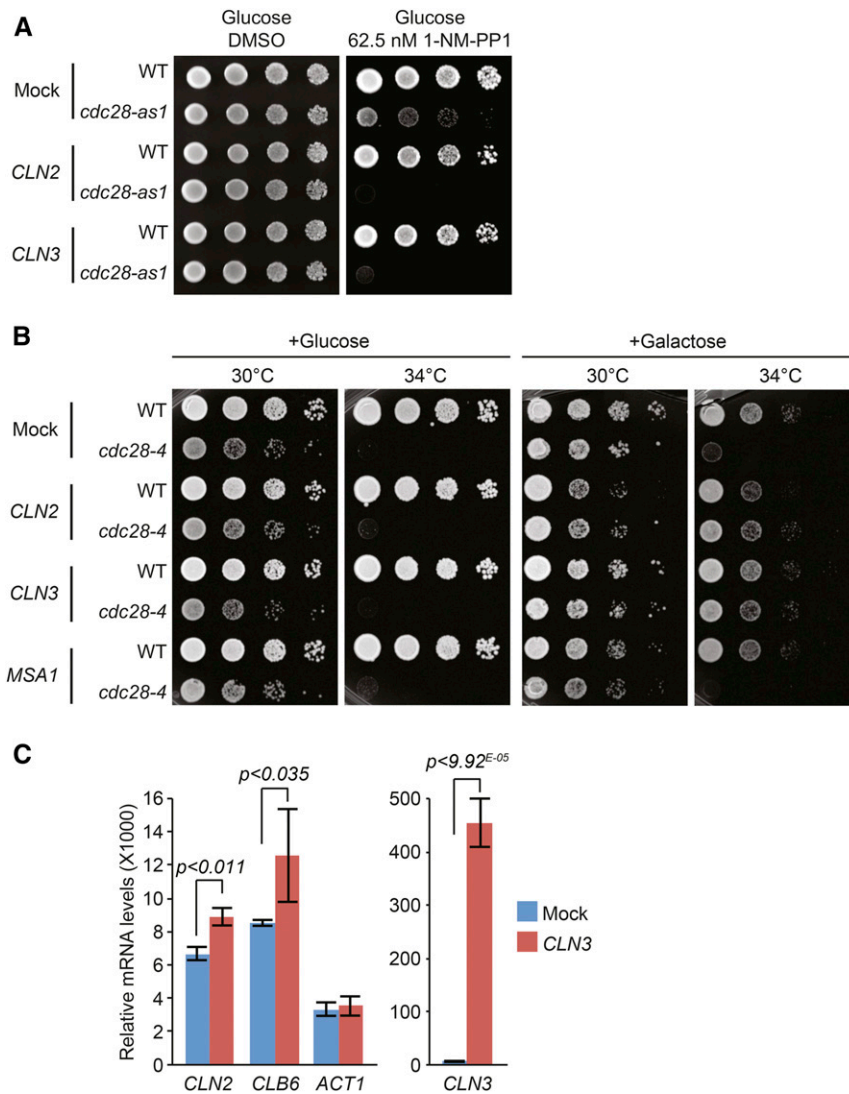 A
Glucose
DMSO
Glucose
62.5 nM 1-NM-PP1
Mock
WT
cdc28-as1
CLN2
WT
cdc28-as1
CLN3
WT
cdc28-as1
B
+Glucose
+Galactose
30°C
34°C
30°C
34°C
Mock
WT
cdc28-4
CLN2
WT
cdc28-4
CLN3
WT
cdc28-4
MSA1
WT
cdc28-4
C
Relative mRNA levels (X1000)
16
14
12
10
8
6
4
2
0
p<0.011
p<0.035
CLN2
CLB6
ACT1
p<9.92E-05
500
400
300
200
100
0
CLN3
Mock
CLN3